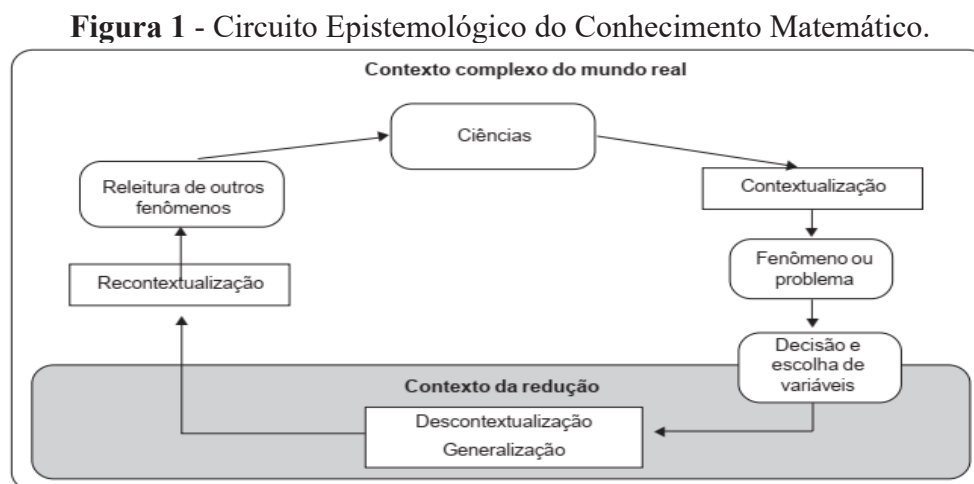 Figura 1 - Circuito Epistemológico do Conhecimento Matemático.
Contexto complexo do mundo real
Ciências
Contextualização
Fenômeno ou
problema
Decisão e
escolha de
variáveis
Contexto da redução
Descontextualização
Generalização
Recontextualização
Releitura de outros
fenômenos